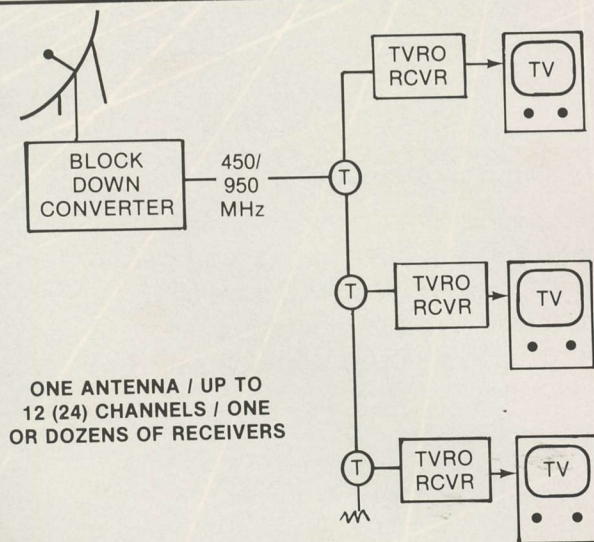 TVRO
RCVR
TV
BLOCK
DOWN
CONVERTER
450/
950
MHz
T
T
TVRO
RCVR
TV
ONE ANTENNA / UP TO
12 (24) CHANNELS / ONE
OR DOZENS OF RECEIVERS
T
TVRO
RCVR
TV